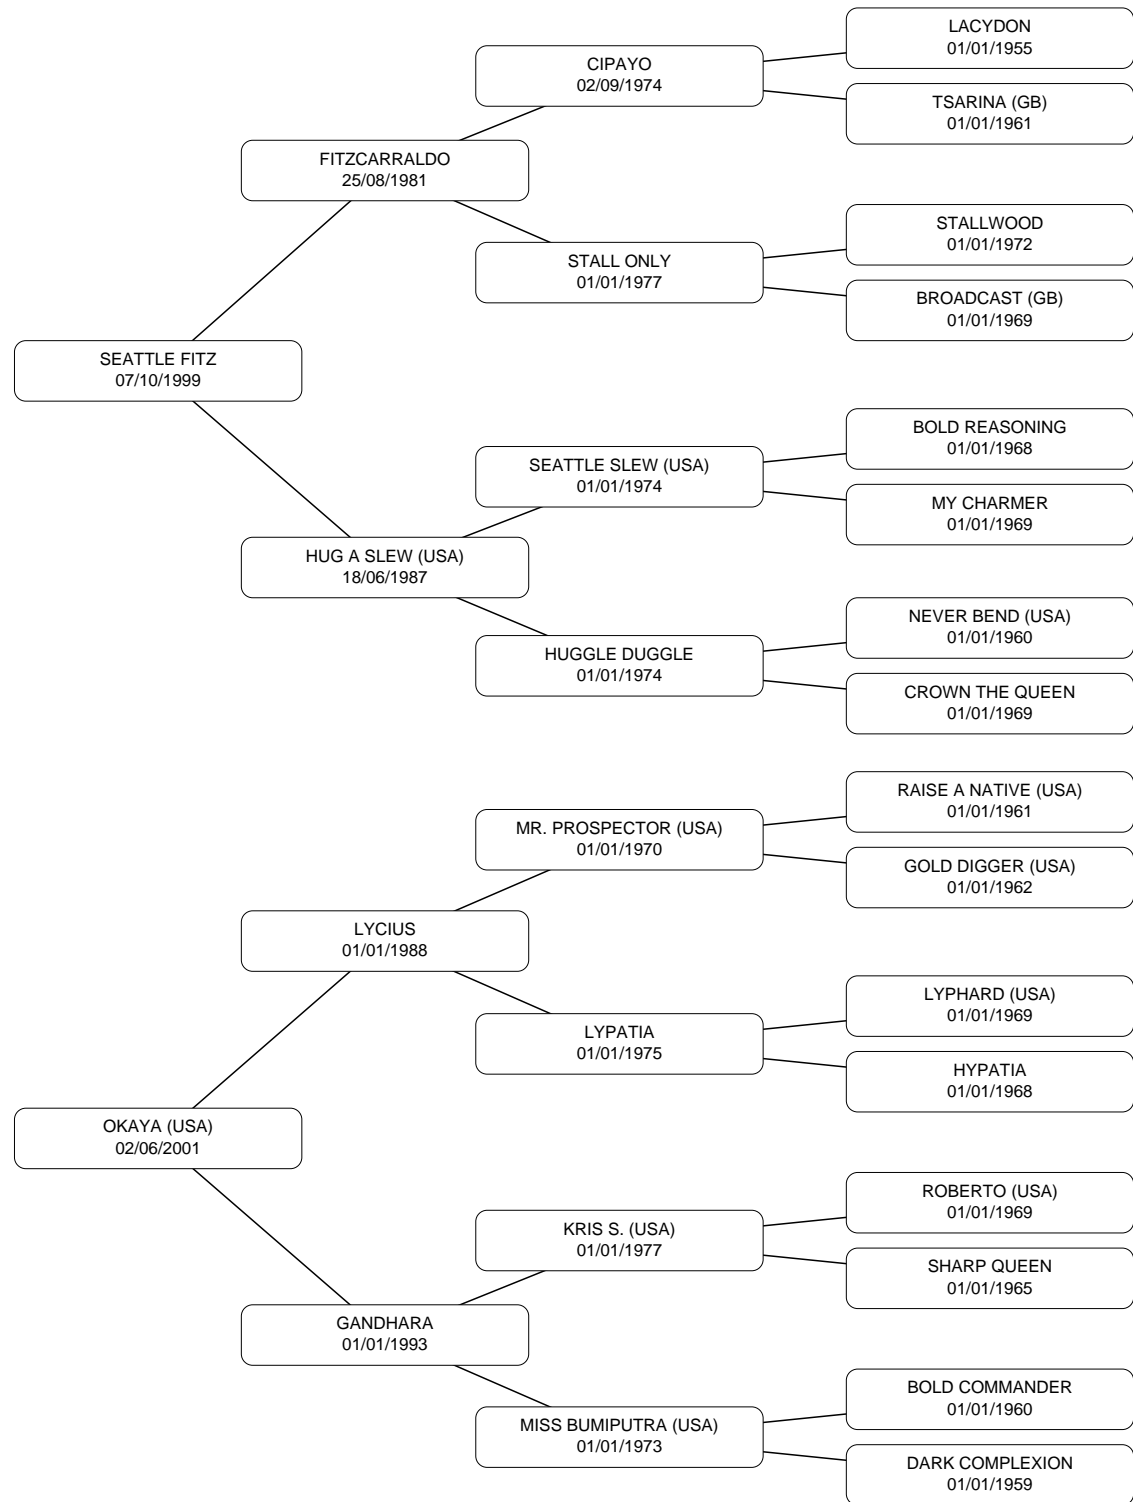 LACYDON
01/01/1955
CIPAYO
02/09/1974
TSARINA (GB)
01/01/1961
FITZCARRALDO
25/08/1981
STALLWOOD
01/01/1972
STALL ONLY
01/01/1977
BROADCAST (GB)
01/01/1969
SEATTLE FITZ
07/10/1999
BOLD REASONING
01/01/1968
SEATTLE SLEW (USA)
01/01/1974
MY CHARMER
01/01/1969
HUG A SLEW (USA)
18/06/1987
NEVER BEND (USA)
01/01/1960
HUGGLE DUGGLE
01/01/1974
CROWN THE QUEEN
01/01/1969
RAISE A NATIVE (USA)
01/01/1961
MR. PROSPECTOR (USA)
01/01/1970
GOLD DIGGER (USA)
01/01/1962
LYCIUS
01/01/1988
LYPHARD (USA)
01/01/1969
LYPATIA
01/01/1975
HYPATIA
01/01/1968
OKAYA (USA)
02/06/2001
ROBERTO (USA)
01/01/1969
KRIS S. (USA)
01/01/1977
SHARP QUEEN
01/01/1965
GANDHARA
01/01/1993
BOLD COMMANDER
01/01/1960
MISS BUMIPUTRA (USA)
01/01/1973
DARK COMPLEXION
01/01/1959